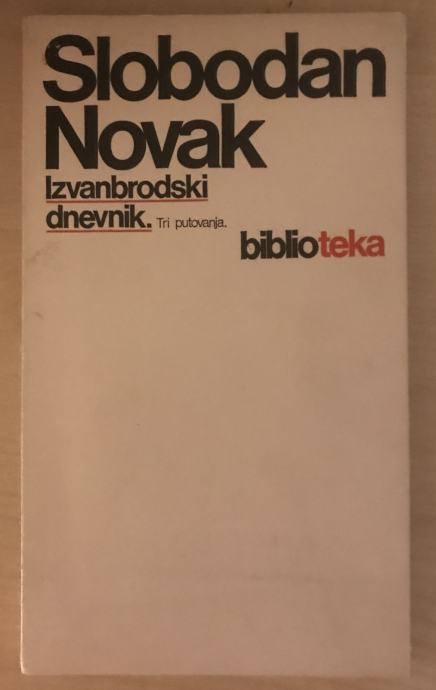 Slobodan
Novak
Izvanbrodski
dnevnik. Tri putovanja.
biblioteka